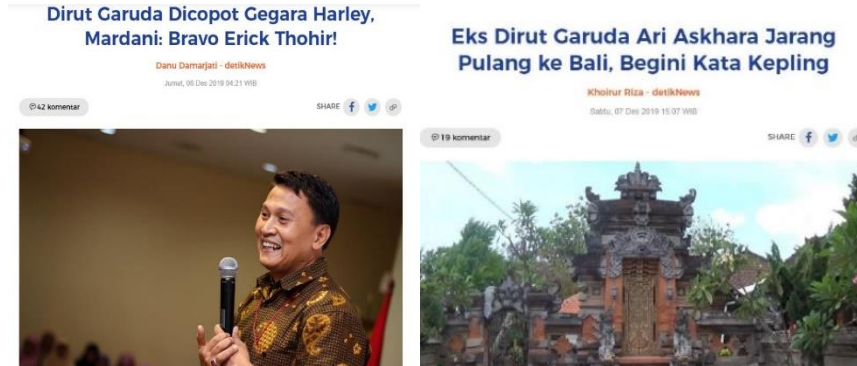 Dirut Garuda Dicopot Gegara Harley,
Mardani: Bravo Erick Thohir!
Danu Damarjati - detikNews
Jumat, 06 Des 2019 04:21 WIB
42 komentar
SHARE
Eks Dirut Garuda Ari Askhara Jarang
Pulang ke Bali, Begini Kata Kepling
Khoirur Riza - detikNews
Sabtu, 07 Des 2019 15:07 WIB
19 komentar
SHARE